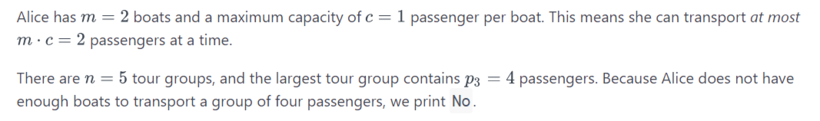 Alice has m = 2 boats and a maximum capacity of c = 1 passenger per boat. This means she can transport at most
m · c = 2 passengers at a time.
There are n = 5 tour groups, and the largest tour group contains p₃ = 4 passengers. Because Alice does not have
enough boats to transport a group of four passengers, we print No.